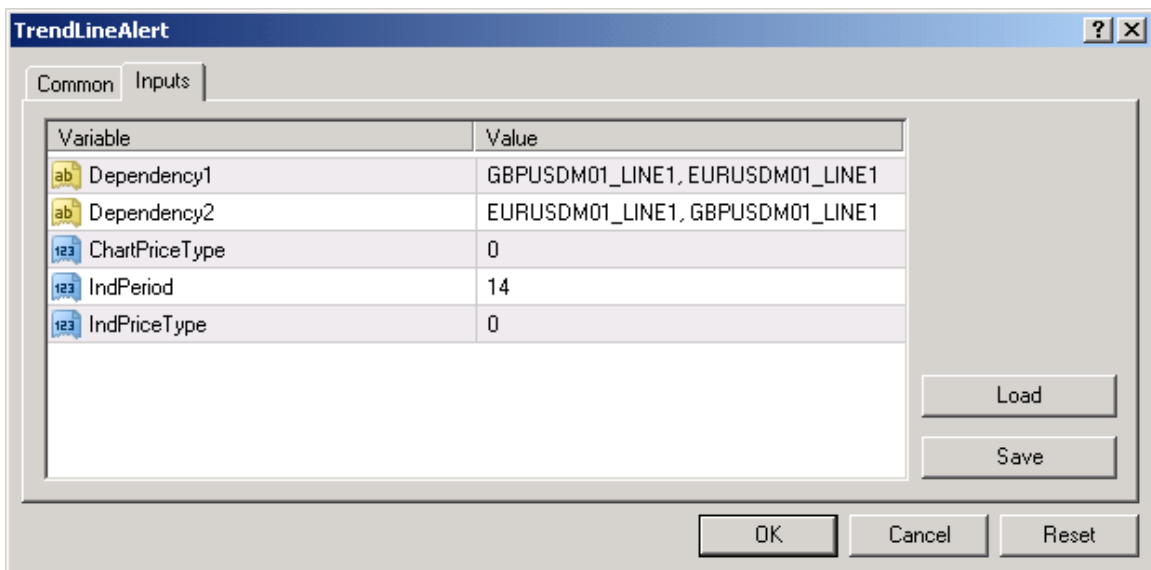 TrendLineAlert
Common Inputs
Variable Value
Dependency1 GBPUSDM01_LINE1, EURUSDM01_LINE1
Dependency2 EURUSDM01_LINE1, GBPUSDM01_LINE1
ChartPriceType 0
IndPeriod 14
IndPriceType 0
Load
Save
OK Cancel Reset